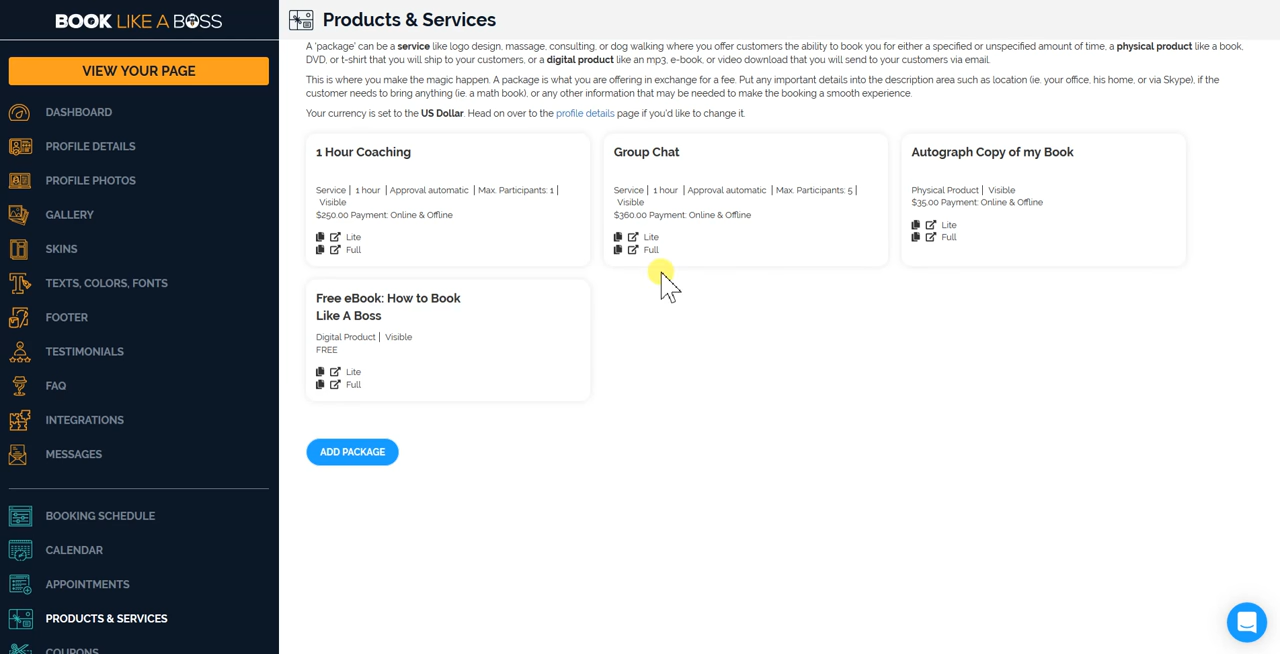 BOOK LIKE A BOSS
VIEW YOUR PAGE
DASHBOARD
PROFILE DETAILS
PROFILE PHOTOS
GALLERY
SKINS
TEXTS, COLORS, FONTS
FOOTER
TESTIMONIALS
FAQ
INTEGRATIONS
MESSAGES
BOOKING SCHEDULE
CALENDAR
APPOINTMENTS
PRODUCTS & SERVICES
COUPONS
Products & Services
A 'package' can be a service like logo design, massage, consulting, or dog walking where you offer customers the ability to book you for either a specified or unspecified amount of time, a physical product like a book,
DVD, or t-shirt that you will ship to your customers, or a digital product like an mp3, e-book, or video download that you will send to your customers via email.
This is where you make the magic happen. A package is what you are offering in exchange for a fee. Put any important details into the description area such as location (ie. your office, his home, or via Skype), if the
customer needs to bring anything (ie. a math book), or any other information that may be needed to make the booking a smooth experience.
Your currency is set to the US Dollar. Head on over to the profile details page if you'd like to change it.
1 Hour Coaching
Service | 1 hour | Approval automatic | Max. Participants: 1 |
Visible
$250.00 Payment: Online & Offline
Lite
Full
Group Chat
Service | 1 hour | Approval automatic | Max. Participants: 5 |
Visible
$360.00 Payment: Online & Offline
Lite
Full
Autograph Copy of my Book
Physical Product | Visible
$35.00 Payment: Online & Offline
Lite
Full
Free eBook: How to Book
Like A Boss
Digital Product | Visible
FREE
Lite
Full
ADD PACKAGE